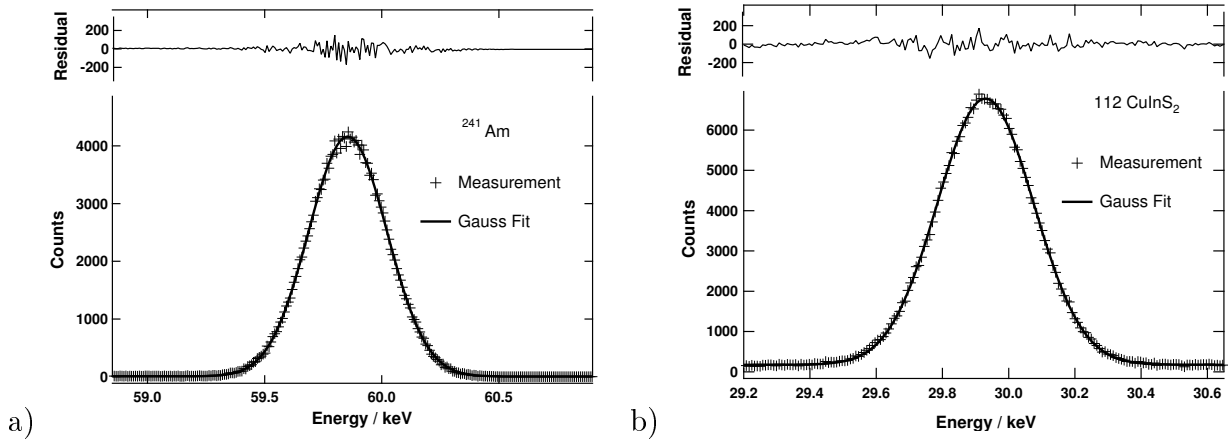 200
0
-200
Residual
4000
3000
2000
1000
0
Counts
²⁴¹Am
Measurement
Gauss Fit
59.0
59.5
60.0
60.5
Energy / keV
a)
200
0
-200
Residual
6000
5000
4000
3000
2000
1000
0
Counts
112 CuInS₂
Measurement
Gauss Fit
29.2
29.4
29.6
29.8
30.0
30.2
30.4
30.6
Energy / keV
b)